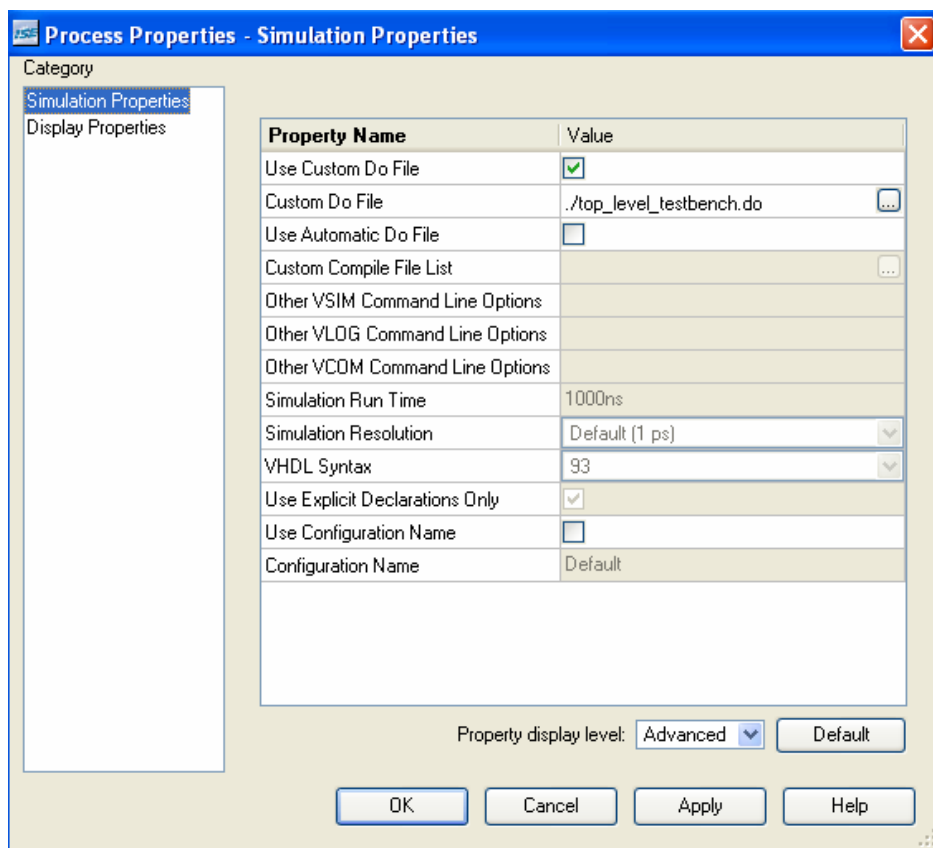 ISE Process Properties - Simulation Properties
Category
Simulation Properties
Display Properties
Property Name Value
Use Custom Do File
Custom Do File ./top_level_testbench.do ...
Use Automatic Do File
Custom Compile File List ...
Other VSIM Command Line Options
Other VLOG Command Line Options
Other VCOM Command Line Options
Simulation Run Time 1000ns
Simulation Resolution Default (1 ps)
VHDL Syntax 93
Use Explicit Declarations Only
Use Configuration Name
Configuration Name Default
Property display level: Advanced Default
OK Cancel Apply Help